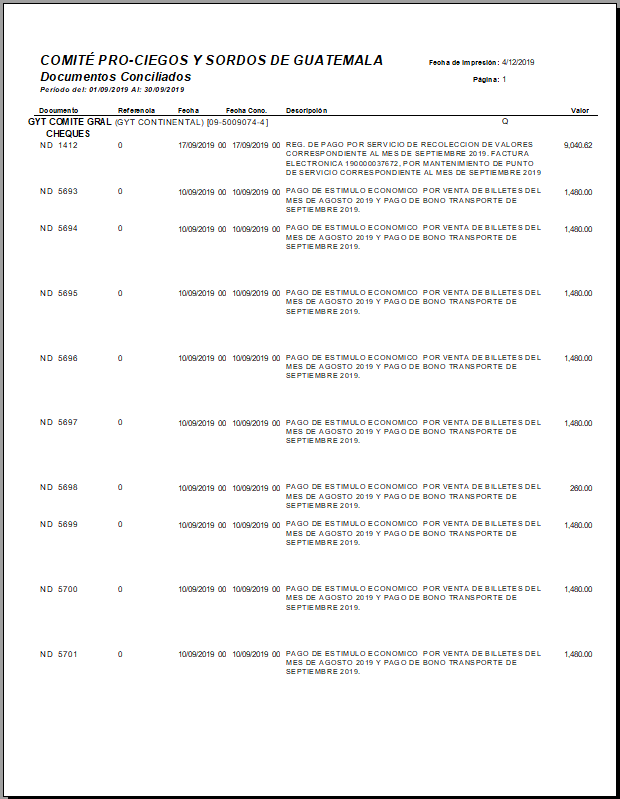 COMITÉ PRO-CIEGOS Y SORDOS DE GUATEMALA Fecha de Impresión: 4/12/2019
Documentos Conciliados
Página: 1
Período del: 01/09/2019 Al: 30/09/2019
Documento Referencia Fecha Fecha Conc. Descripción Valor
GYT COMITE GRAL (GYT CONTINENTAL) [09-5009074-4] Q
CHEQUES
ND 1412 0 17/09/2019 00 17/09/2019 00 REG. DE PAGO POR SERVICIO DE RECOLECCION DE VALORES 9,040.62
CORRESPONDIENTE AL MES DE SEPTIEMBRE 2019. FACTURA
ELECTRONICA 190000037672, POR MANTENIMIENTO DE PUNTO
DE SERVICIO CORRESPONDIENTE AL MES DE SEPTIEMBRE 2019
ND 5693 0 10/09/2019 00 10/09/2019 00 PAGO DE ESTIMULO ECONOMICO POR VENTA DE BILLETES DEL 1,480.00
MES DE AGOSTO 2019 Y PAGO DE BONO TRANSPORTE DE
SEPTIEMBRE 2019.
ND 5694 0 10/09/2019 00 10/09/2019 00 PAGO DE ESTIMULO ECONOMICO POR VENTA DE BILLETES DEL 1,480.00
MES DE AGOSTO 2019 Y PAGO DE BONO TRANSPORTE DE
SEPTIEMBRE 2019.
ND 5695 0 10/09/2019 00 10/09/2019 00 PAGO DE ESTIMULO ECONOMICO POR VENTA DE BILLETES DEL 1,480.00
MES DE AGOSTO 2019 Y PAGO DE BONO TRANSPORTE DE
SEPTIEMBRE 2019.
ND 5696 0 10/09/2019 00 10/09/2019 00 PAGO DE ESTIMULO ECONOMICO POR VENTA DE BILLETES DEL 1,480.00
MES DE AGOSTO 2019 Y PAGO DE BONO TRANSPORTE DE
SEPTIEMBRE 2019.
ND 5697 0 10/09/2019 00 10/09/2019 00 PAGO DE ESTIMULO ECONOMICO POR VENTA DE BILLETES DEL 1,480.00
MES DE AGOSTO 2019 Y PAGO DE BONO TRANSPORTE DE
SEPTIEMBRE 2019.
ND 5698 0 10/09/2019 00 10/09/2019 00 PAGO DE ESTIMULO ECONOMICO POR VENTA DE BILLETES DEL 260.00
MES DE AGOSTO 2019 Y PAGO DE BONO TRANSPORTE DE
SEPTIEMBRE 2019.
ND 5699 0 10/09/2019 00 10/09/2019 00 PAGO DE ESTIMULO ECONOMICO POR VENTA DE BILLETES DEL 1,480.00
MES DE AGOSTO 2019 Y PAGO DE BONO TRANSPORTE DE
SEPTIEMBRE 2019.
ND 5700 0 10/09/2019 00 10/09/2019 00 PAGO DE ESTIMULO ECONOMICO POR VENTA DE BILLETES DEL 1,480.00
MES DE AGOSTO 2019 Y PAGO DE BONO TRANSPORTE DE
SEPTIEMBRE 2019.
ND 5701 0 10/09/2019 00 10/09/2019 00 PAGO DE ESTIMULO ECONOMICO POR VENTA DE BILLETES DEL 1,480.00
MES DE AGOSTO 2019 Y PAGO DE BONO TRANSPORTE DE
SEPTIEMBRE 2019.